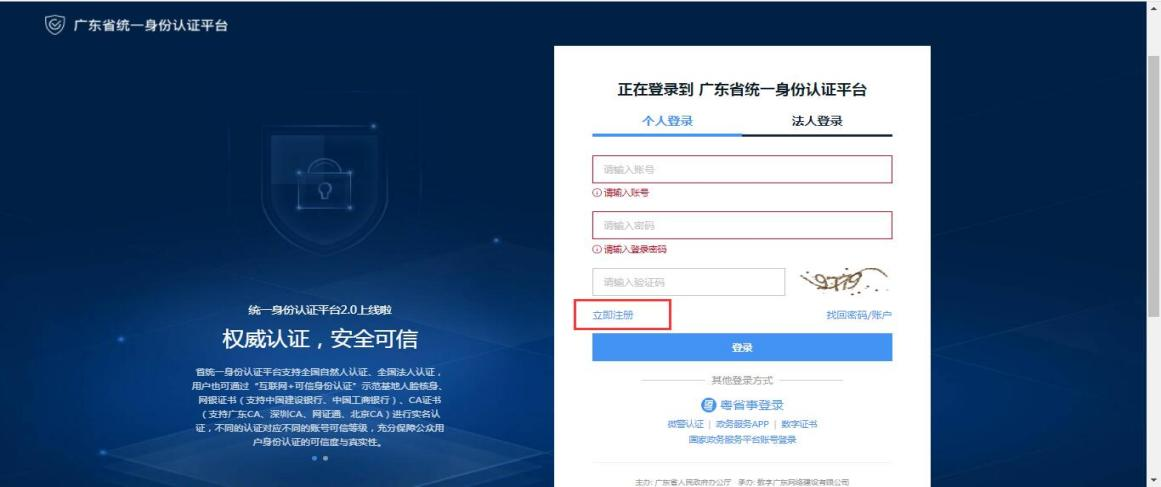 广东省统一身份认证平台
正在登录到 广东省统一身份认证平台
个人登录 法人登录
请输入账号
请输入账号
请输入密码
请输入登录密码
请输入验证码
立即注册 找回密码/账户
登录
其他登录方式
粤省事登录
微警认证 | 政务服务APP | 数字证书
国家政务服务平台账号登录
主办: 广东省人民政府办公厅 承办: 数字广东网络建设有限公司
统一身份认证平台2.0上线啦
权威认证，安全可信
省统一身份认证平台支持全国自然人认证、全国法人认证，
用户也可通过“互联网+可信身份认证”示范基地人脸核身、
网银证书（支持中国建设银行、中国工商银行）、CA证书
（支持广东CA、深圳CA、网证通、北京CA）进行实名认
证，不同的认证对应不同的账号可信等级，充分保障公众用
户身份认证的可信度与真实性。